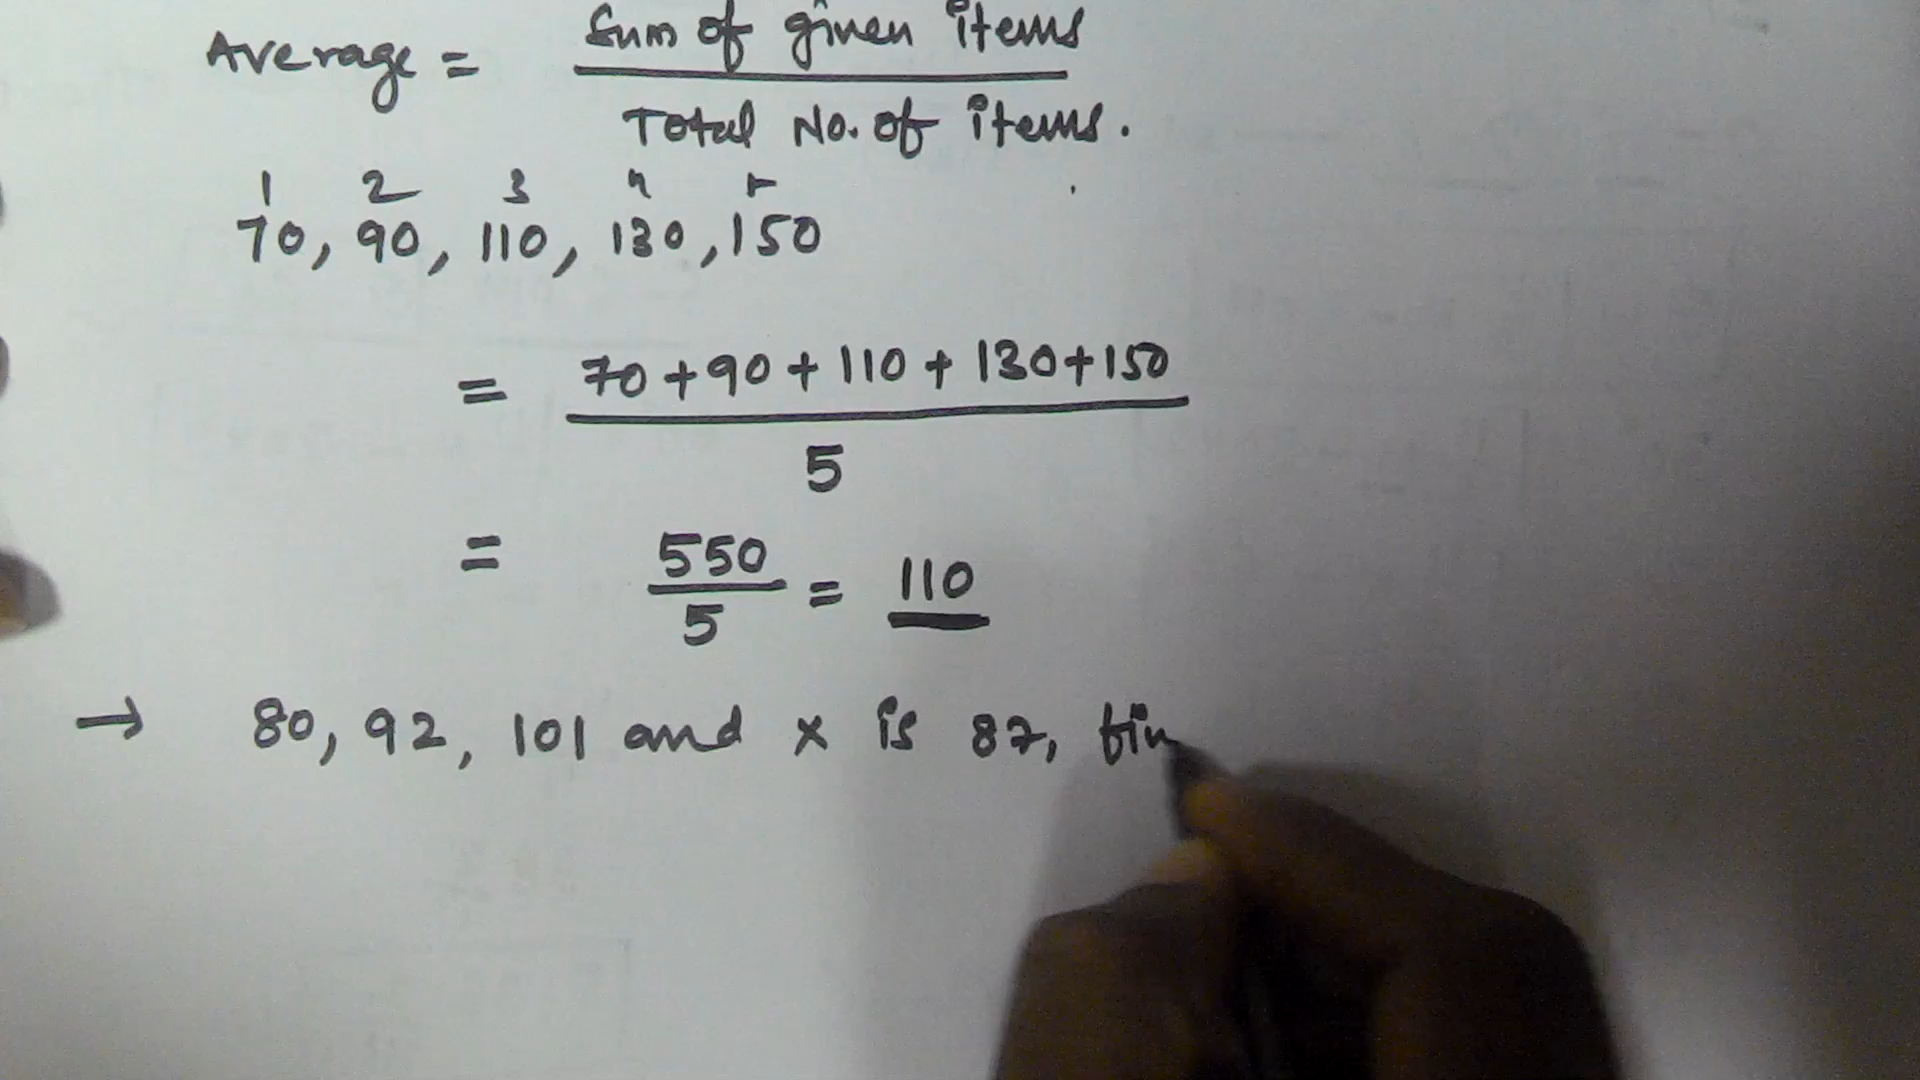 Average = Sum of given items
Total No. of items.
1 2 3 4 5
70, 90, 110, 130, 150
= 70 + 90 + 110 + 130 + 150
5
= 550 = 110
5
→ 80, 92, 101 and x is 87, fin